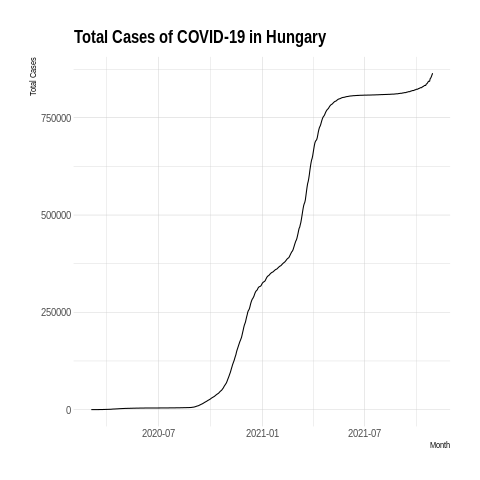 Total Cases of COVID-19 in Hungary
Total Cases
750000
500000
250000
0
2020-07
2021-01
2021-07
Month